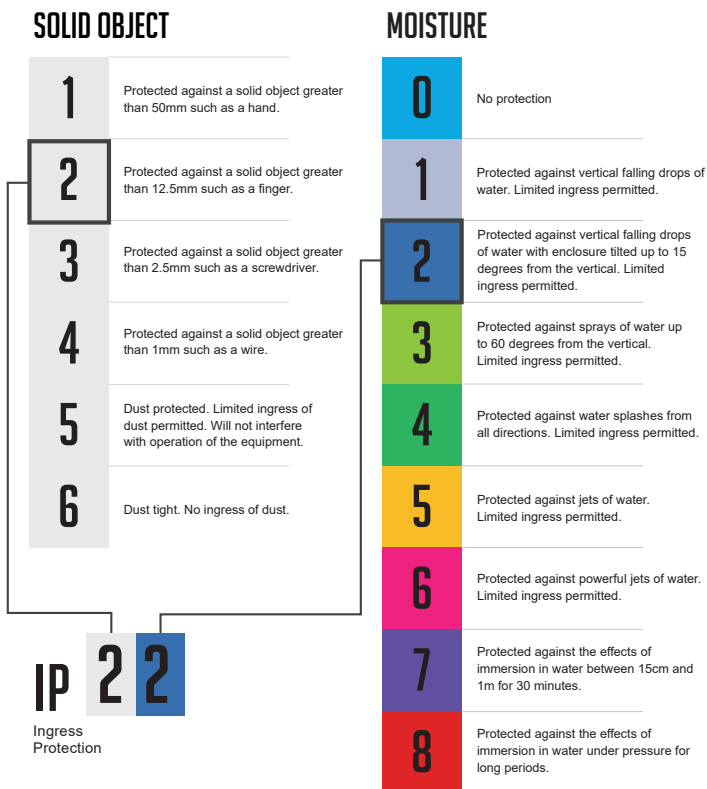 SOLID OBJECT
1
Protected against a solid object greater
than 50mm such as a hand.
2
Protected against a solid object greater
than 12.5mm such as a finger.
3
Protected against a solid object greater
than 2.5mm such as a screwdriver.
4
Protected against a solid object greater
than 1mm such as a wire.
5
Dust protected. Limited ingress of
dust permitted. Will not interfere
with operation of the equipment.
6
Dust tight. No ingress of dust.
IP 2 2
Ingress
Protection
MOISTURE
0
No protection
1
Protected against vertical falling drops of
water. Limited ingress permitted.
2
Protected against vertical falling drops
of water with enclosure tilted up to 15
degrees from the vertical. Limited
ingress permitted.
3
Protected against sprays of water up
to 60 degrees from the vertical.
Limited ingress permitted.
4
Protected against water splashes from
all directions. Limited ingress permitted.
5
Protected against jets of water.
Limited ingress permitted.
6
Protected against powerful jets of water.
Limited ingress permitted.
7
Protected against the effects of
immersion in water between 15cm and
1m for 30 minutes.
8
Protected against the effects of
immersion in water under pressure for
long periods.